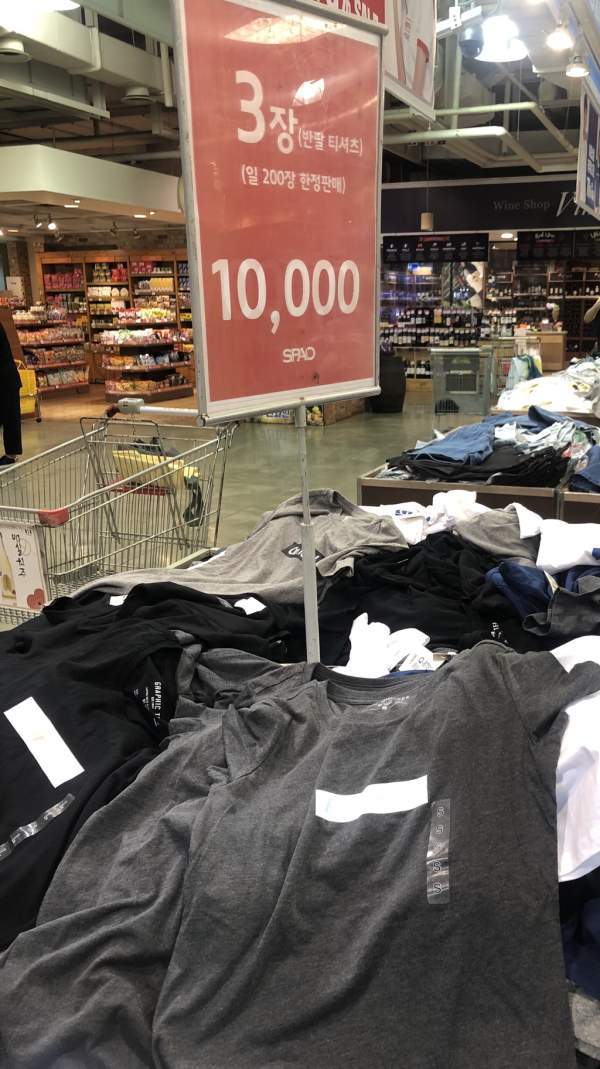 3장(반팔 티셔츠)
(일 200장 한정판매)
10,000
SPAO
Wine Shop
GRAPHIC
S S S S